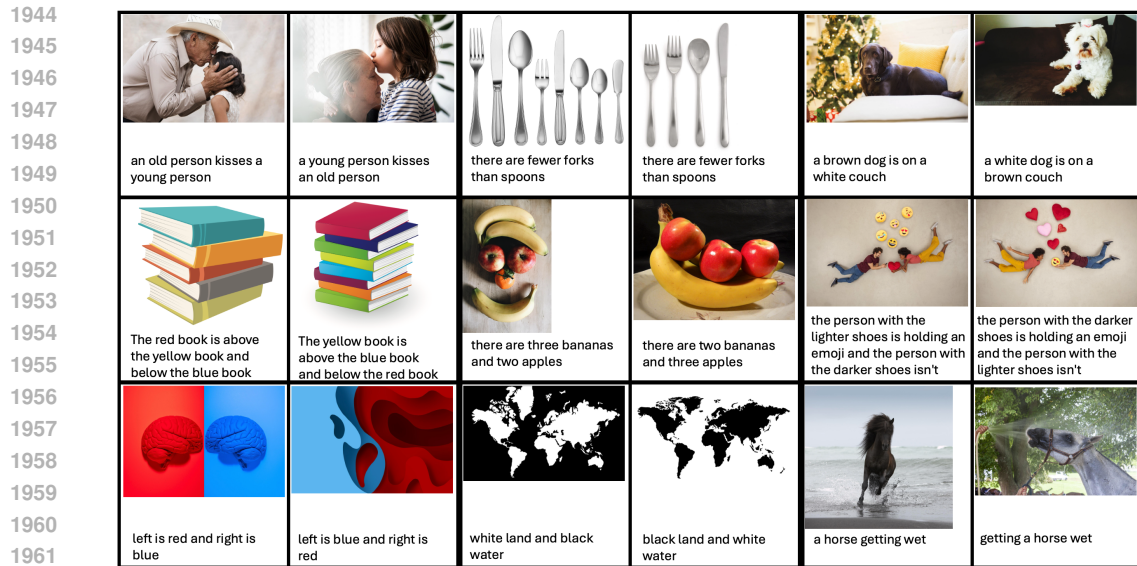 1944
1945
1946
1947
1948
1949
1950
1951
1952
1953
1954
1955
1956
1957
1958
1959
1960
1961
an old person kisses a
young person
a young person kisses
an old person
there are fewer forks
than spoons
there are fewer forks
than spoons
a brown dog is on a
white couch
a white dog is on a
brown couch
The red book is above
the yellow book and
below the blue book
The yellow book is
above the blue book
and below the red book
there are three bananas
and two apples
there are two bananas
and three apples
the person with the
lighter shoes is holding an
emoji and the person with
the darker shoes isn't
the person with the darker
shoes is holding an emoji
and the person with the
lighter shoes isn't
left is red and right is
blue
left is blue and right is
red
white land and black
water
black land and white
water
a horse getting wet
getting a horse wet